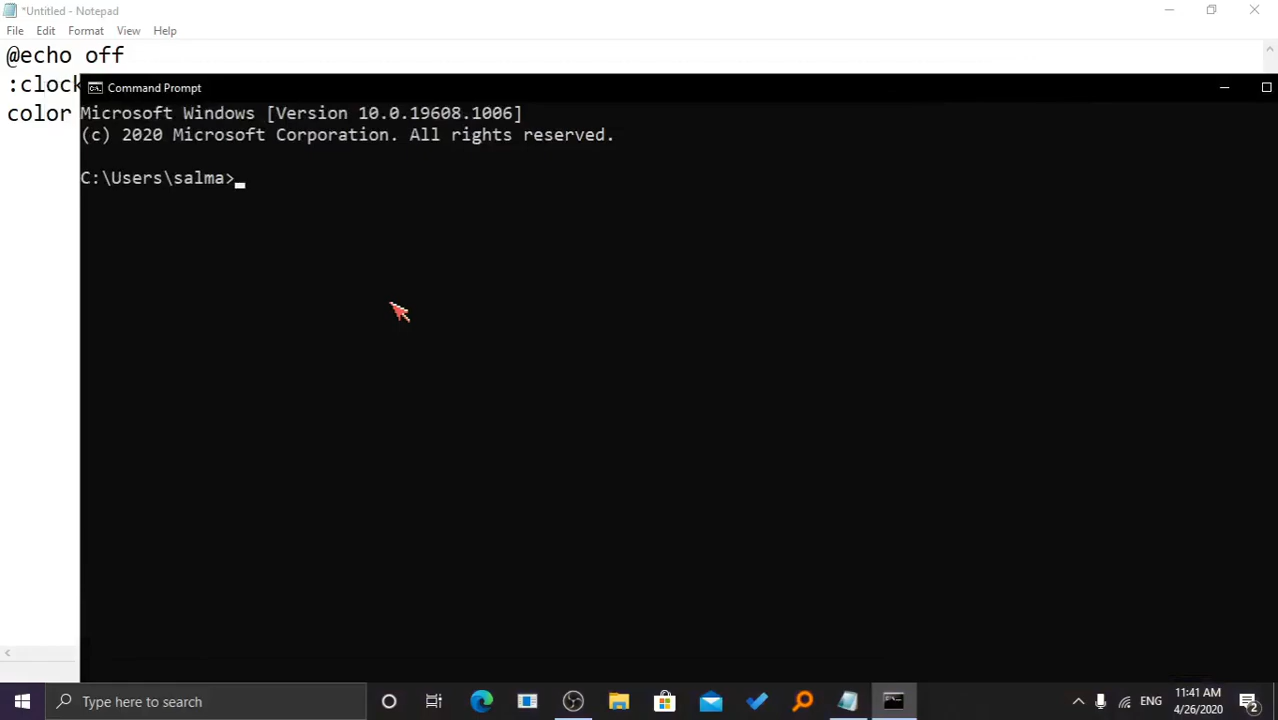 *Untitled - Notepad
File Edit Format View Help
@echo off
:clock
color
Command Prompt
Microsoft Windows [Version 10.0.19608.1006]
(c) 2020 Microsoft Corporation. All rights reserved.
C:\Users\salma>
Type here to search
ENG
11:41 AM
4/26/2020
2